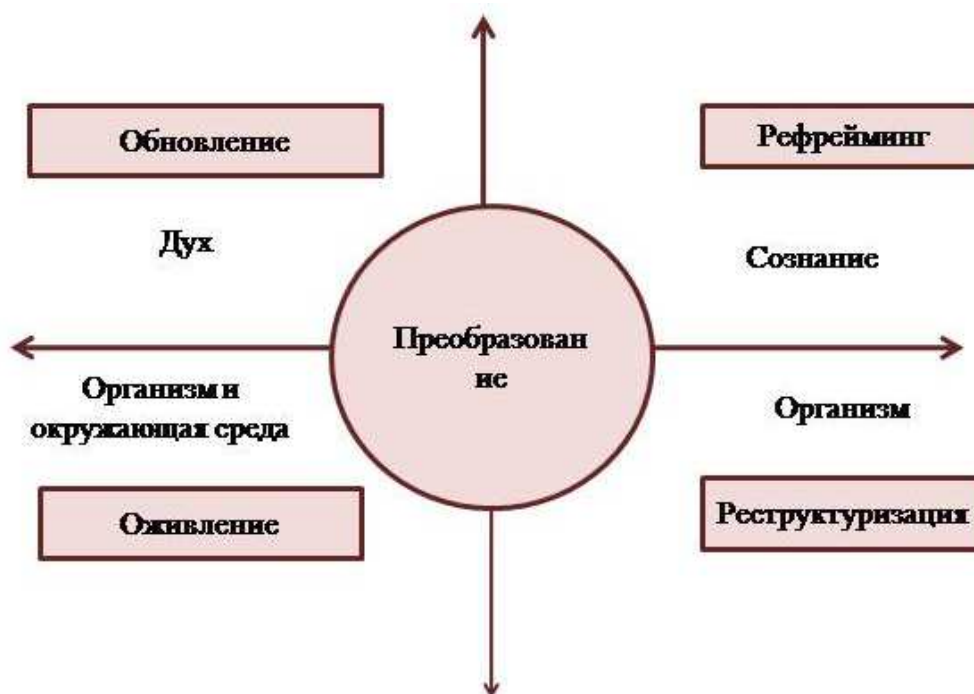 Обновление
Рефрейминг
Дух
Сознание
Преобразован
ие
Организм и
окружающая среда
Организм
Оживление
Реструктуризация